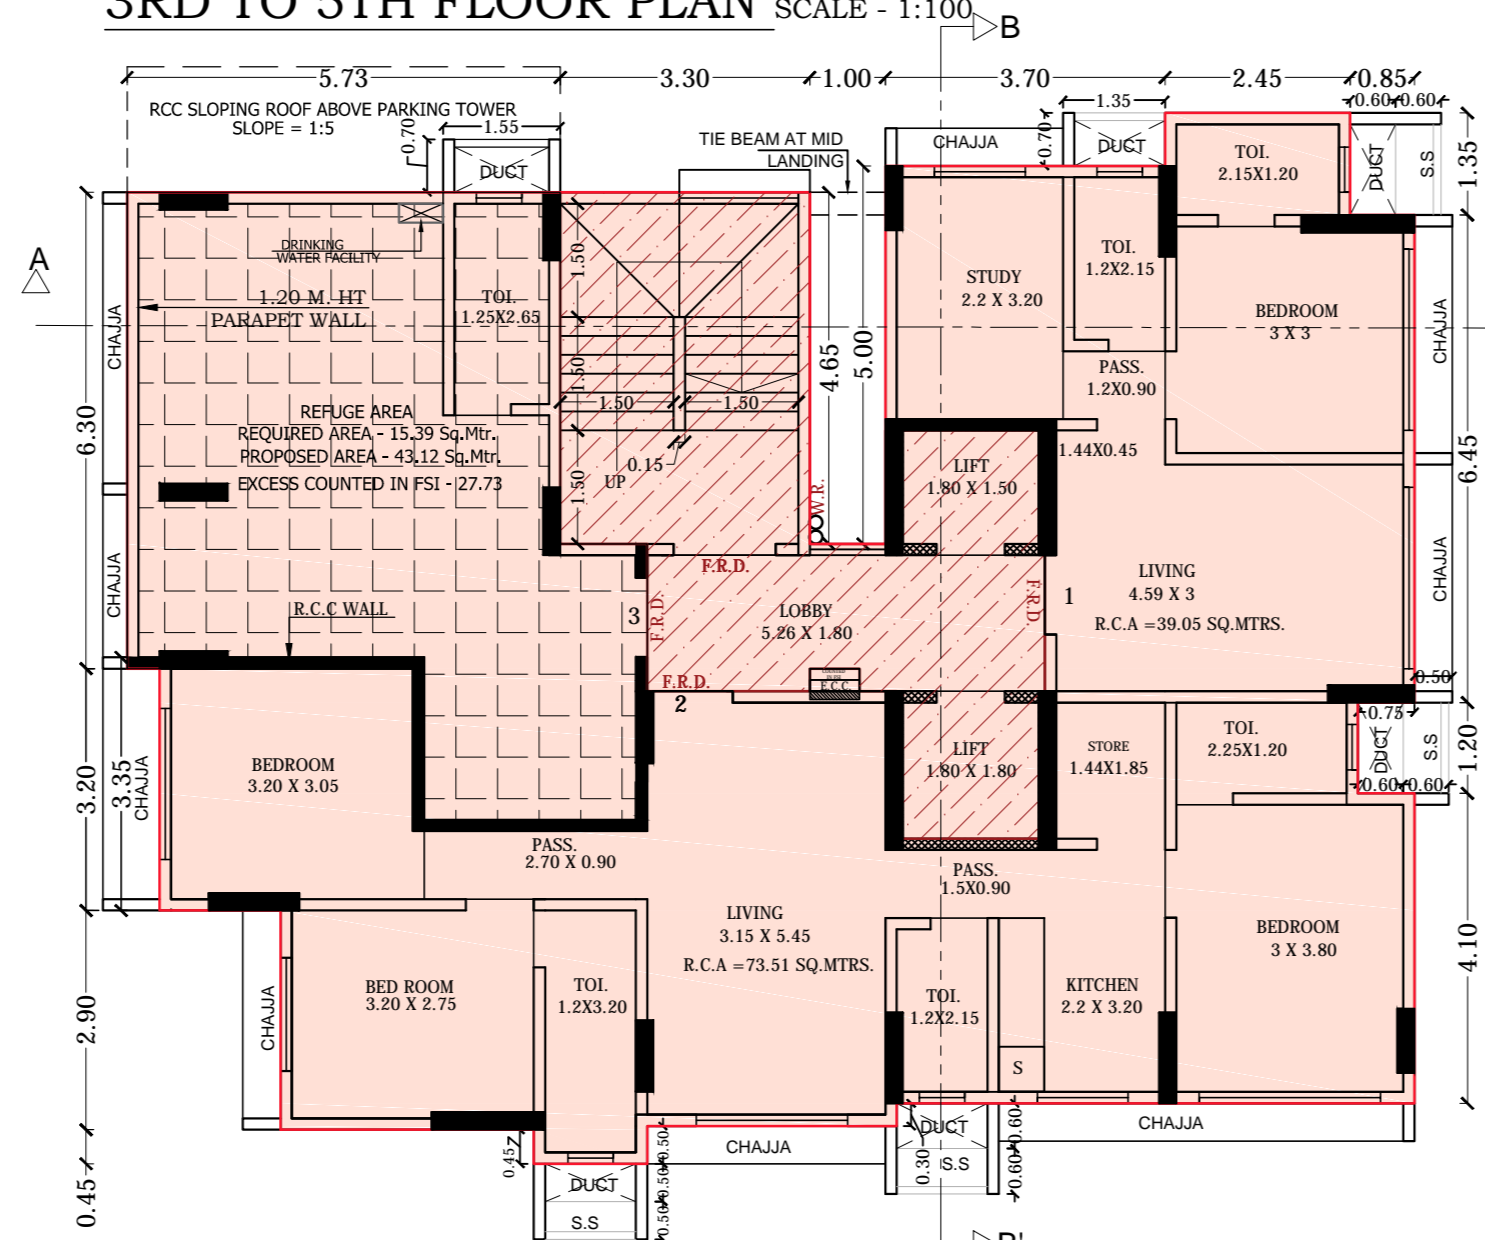 3RD TO 5TH FLOOR PLAN SCALE - 1:100
B
5.73
3.30
1.00
3.70
2.45
0.85
RCC SLOPING ROOF ABOVE PARKING TOWER
SLOPE = 1:5
0.70
1.55
DUCT
TIE BEAM AT MID
LANDING
CHAJJA
0.70
1.35
DUCT
0.60
0.60
TOI.
2.15X1.20
DUCT
S.S
1.35
A
DRINKING
WATER FACILITY
1.20 M. HT
PARAPET WALL
CHAJJA
TOI.
1.25X2.65
1.50
1.50
1.50
1.50
1.50
0.15
UP
4.65
5.00
STUDY
2.2 X 3.20
TOI.
1.2X2.15
BEDROOM
3 X 3
CHAJJA
PASS.
1.2X0.90
6.30
REFUGE AREA
REQUIRED AREA - 15.39 Sq.Mtr.
PROPOSED AREA - 43.12 Sq.Mtr.
EXCESS COUNTED IN FSI - 27.73
W.R.
LIFT
1.80 X 1.50
1.44X0.45
6.45
CHAJJA
R.C.C WALL
3
F.R.D.
F.R.D.
LOBBY
5.26 X 1.80
F.R.D.
1
LIVING
4.59 X 3
R.C.A =39.05 SQ.MTRS.
CHAJJA
F.R.D.
2
E.C.C.
0.50
0.75
3.20
3.35
CHAJJA
BEDROOM
3.20 X 3.05
LIFT
1.80 X 1.80
STORE
1.44X1.85
TOI.
2.25X1.20
DUCT
S.S
1.20
0.60
0.60
PASS.
2.70 X 0.90
PASS.
1.5X0.90
LIVING
3.15 X 5.45
R.C.A =73.51 SQ.MTRS.
BEDROOM
3 X 3.80
4.10
2.90
CHAJJA
BED ROOM
3.20 X 2.75
TOI.
1.2X3.20
TOI.
1.2X2.15
KITCHEN
2.2 X 3.20
S
0.45
0.45
0.50
0.50
0.50
CHAJJA
DUCT
0.30
S.S
0.60
0.60
CHAJJA
DUCT
S.S
B'